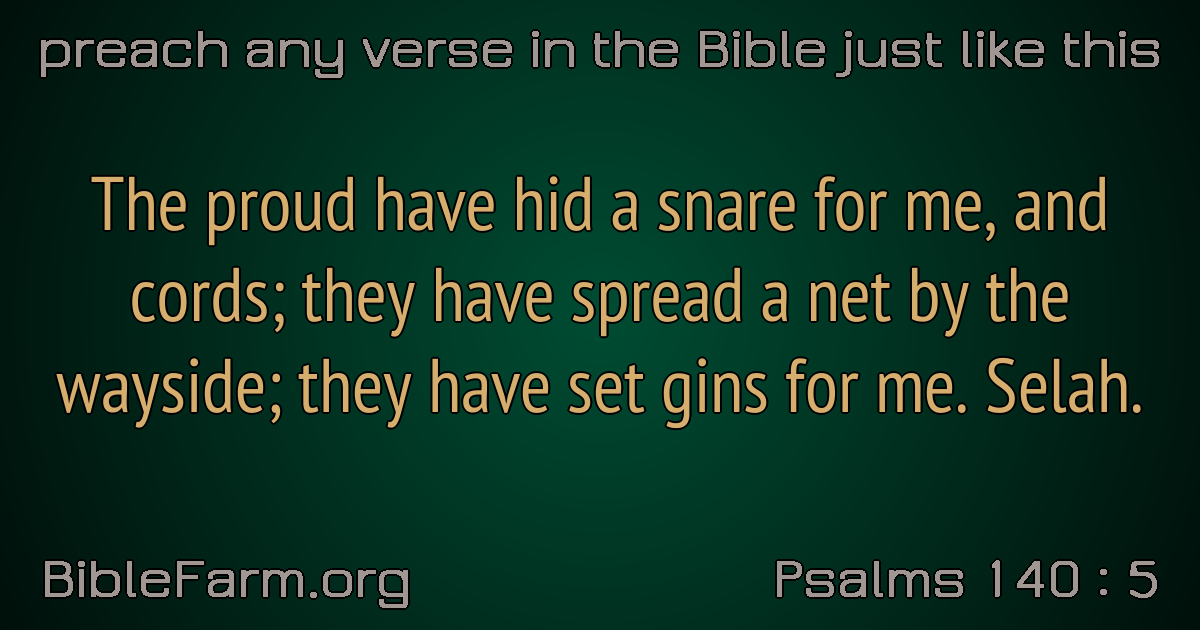 preach any verse in the Bible just like this
The proud have hid a snare for me, and
cords; they have spread a net by the
wayside; they have set gins for me. Selah.
BibleFarm.org
Psalms 140 : 5